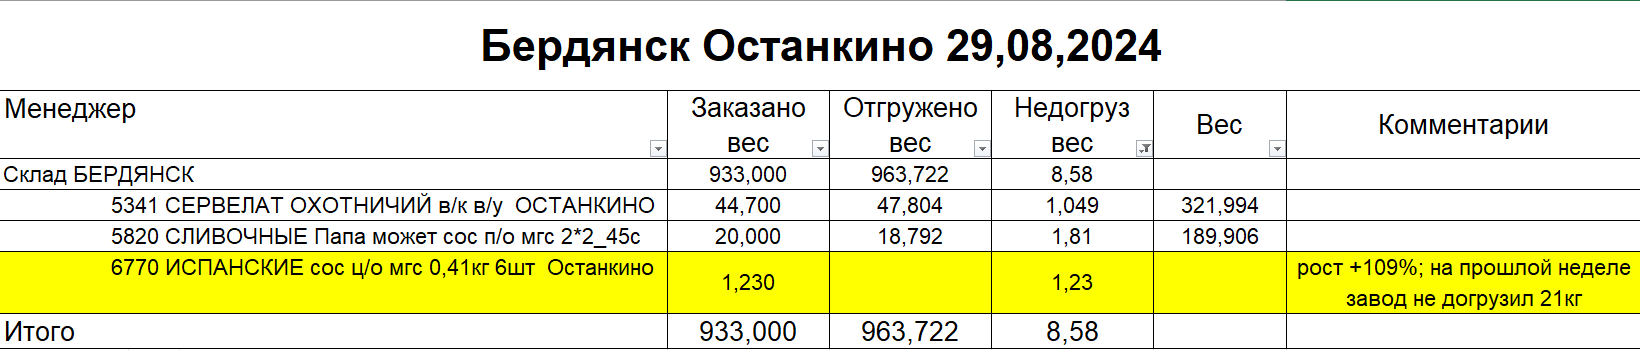 Бердянск Останкино 29,08,2024
Менеджер Заказано вес Отгружено вес Недогруз вес Вес Комментарии
Склад БЕРДЯНСК 933,000 963,722 8,58
5341 СЕРВЕЛАТ ОХОТНИЧИЙ в/к в/у ОСТАНКИНО 44,700 47,804 1,049 321,994
5820 СЛИВОЧНЫЕ Папа может сос п/о мгс 2*2_45с 20,000 18,792 1,81 189,906
6770 ИСПАНСКИЕ сос ц/о мгс 0,41кг 6шт Останкино 1,230 1,23 рост +109%; на прошлой неделе
завод не догрузил 21кг
Итого 933,000 963,722 8,58